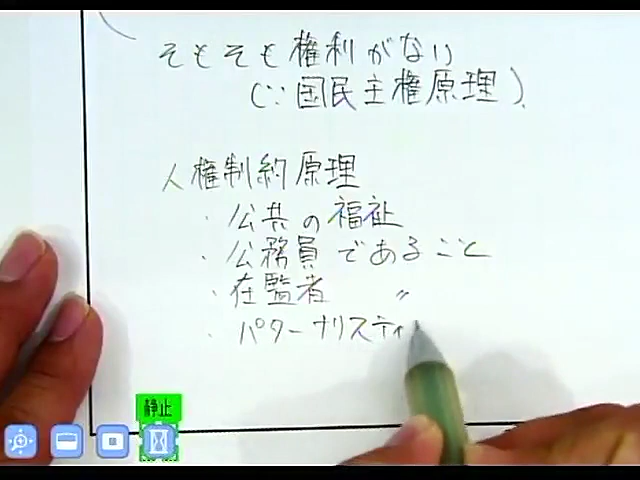 そもそも権利がない
(∵国民主権原理).
人権制約原理
・公共の福祉
・公務員であること
・在監者 〃
・パターナリスティ
静止